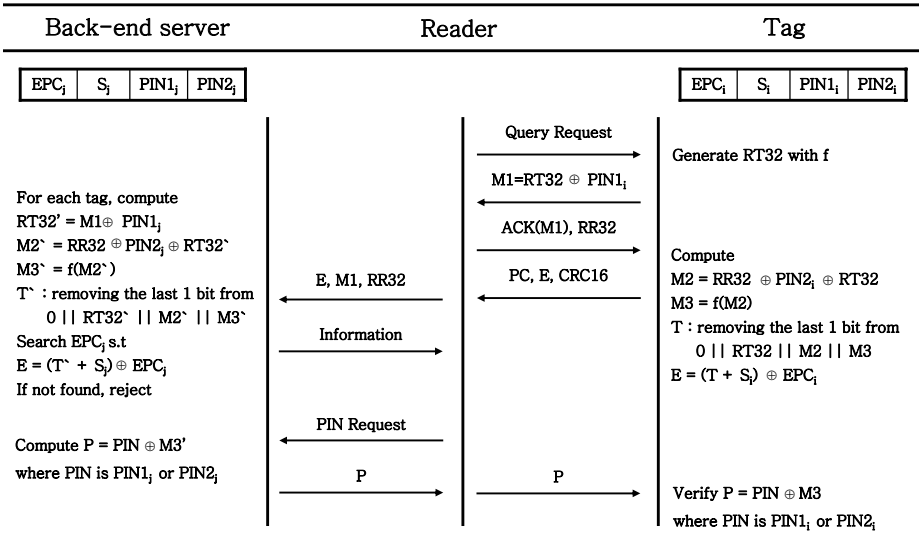 Back-end server Reader Tag
EPCⱼ Sⱼ PIN1ⱼ PIN2ⱼ
EPCᵢ Sᵢ PIN1ᵢ PIN2ᵢ
Query Request
Generate RT32 with f
M1=RT32 ⊕ PIN1ᵢ
For each tag, compute
RT32' = M1⊕ PIN1ⱼ
M2` = RR32 ⊕ PIN2ⱼ ⊕ RT32`
M3` = f(M2`)
T` : removing the last 1 bit from
0 || RT32` || M2` || M3`
Search EPCⱼ s.t
E = (T` + Sⱼ) ⊕ EPCⱼ
If not found, reject
ACK(M1), RR32
Compute
M2 = RR32 ⊕ PIN2ᵢ ⊕ RT32
M3 = f(M2)
T : removing the last 1 bit from
0 || RT32 || M2 || M3
E = (T + Sᵢ) ⊕ EPCᵢ
PC, E, CRC16
E, M1, RR32
Information
PIN Request
Compute P = PIN ⊕ M3'
where PIN is PIN1ⱼ or PIN2ⱼ
P
P
Verify P = PIN ⊕ M3
where PIN is PIN1ᵢ or PIN2ᵢ